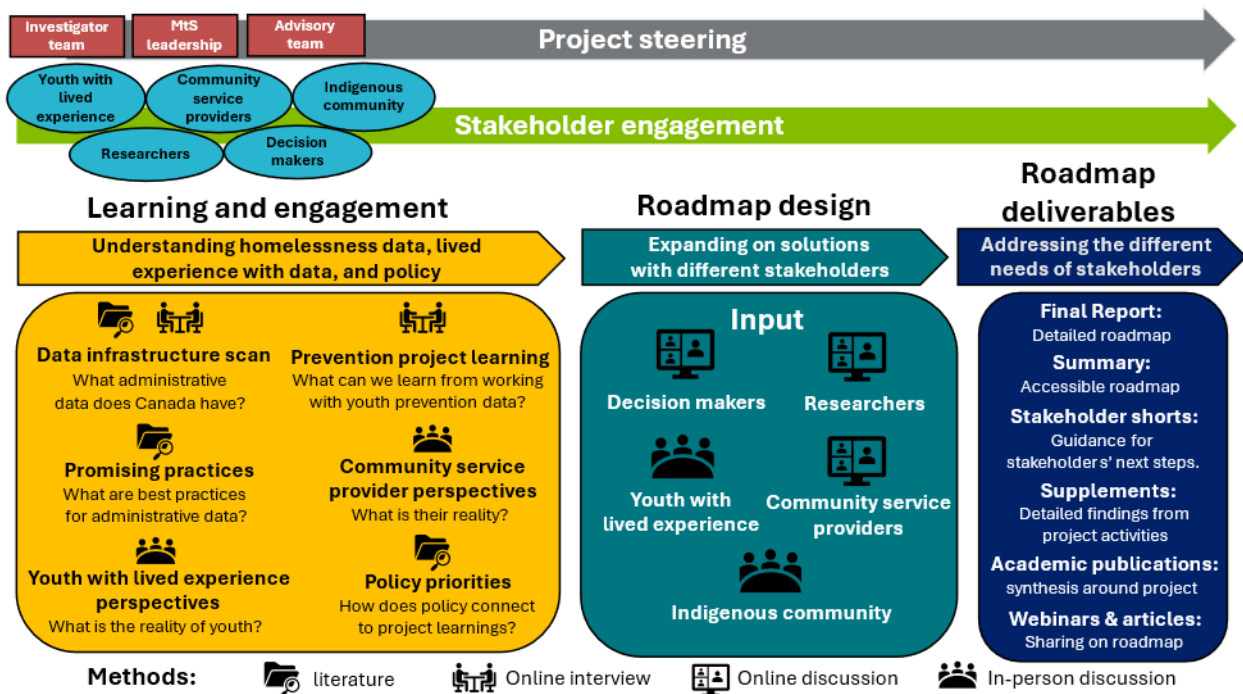 Investigator
team
MtS
leadership
Advisory
team
Project steering
Youth with
lived
experience
Community
service
providers
Indigenous
community
Stakeholder engagement
Researchers
Decision
makers
Learning and engagement
Roadmap design
Roadmap
deliverables
Understanding homelessness data, lived
experience with data, and policy
Expanding on solutions
with different stakeholders
Addressing the different
needs of stakeholders
Data infrastructure scan
What administrative
data does Canada have?
Prevention project learning
What can we learn from working
with youth prevention data?
Promising practices
What are best practices
for administrative data?
Community service
provider perspectives
What is their reality?
Youth with lived experience
perspectives
What is the reality of youth?
Policy priorities
How does policy connect
to project learnings?
Input
Decision makers
Researchers
Youth with
lived experience
Community service
providers
Indigenous community
Final Report:
Detailed roadmap
Summary:
Accessible roadmap
Stakeholder shorts:
Guidance for
stakeholders’ next steps.
Supplements:
Detailed findings from
project activities
Academic publications:
synthesis around project
Webinars & articles:
Sharing on roadmap
Methods:
literature
Online interview
Online discussion
In-person discussion